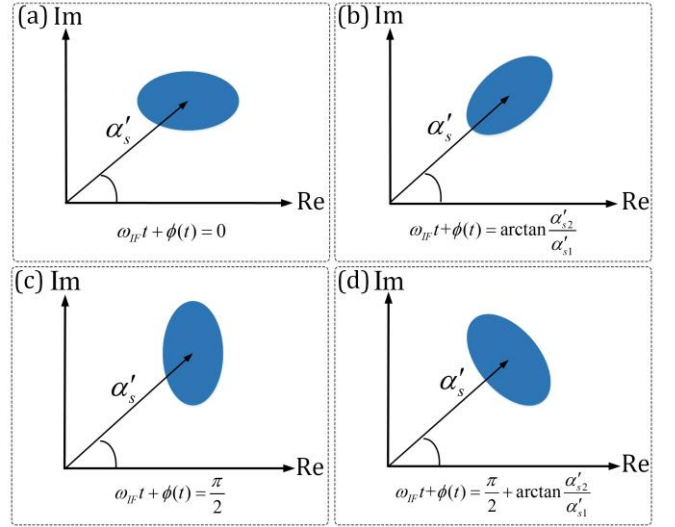 (a) Im
α′ₛ
Re
ω_IF t + ϕ(t) = 0
(b) Im
α′ₛ
Re
ω_IF t+ϕ(t) = arctan α′ₛ₂/α′ₛ₁
(c) Im
α′ₛ
Re
ω_IF t + ϕ(t) = π/2
(d) Im
α′ₛ
Re
ω_IF t+ϕ(t) = π/2 + arctan α′ₛ₂/α′ₛ₁